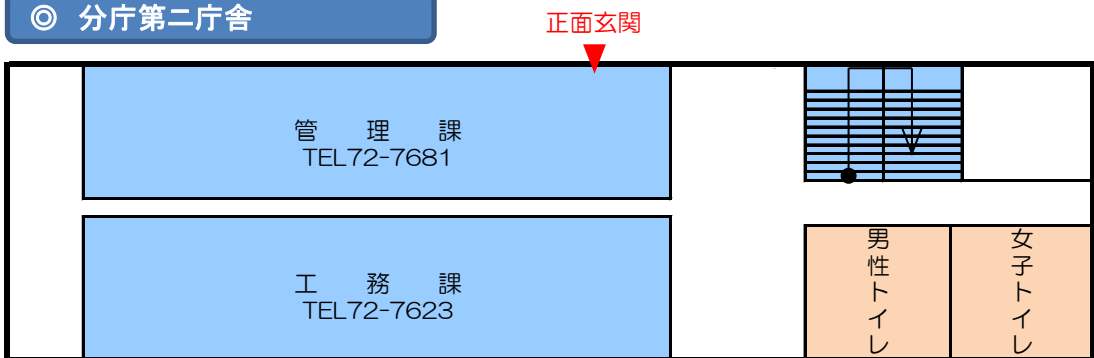 ◎ 分庁第二庁舎
正面玄関
管 理 課
TEL72-7681
工 務 課
TEL72-7623
男性トイレ
女子トイレ